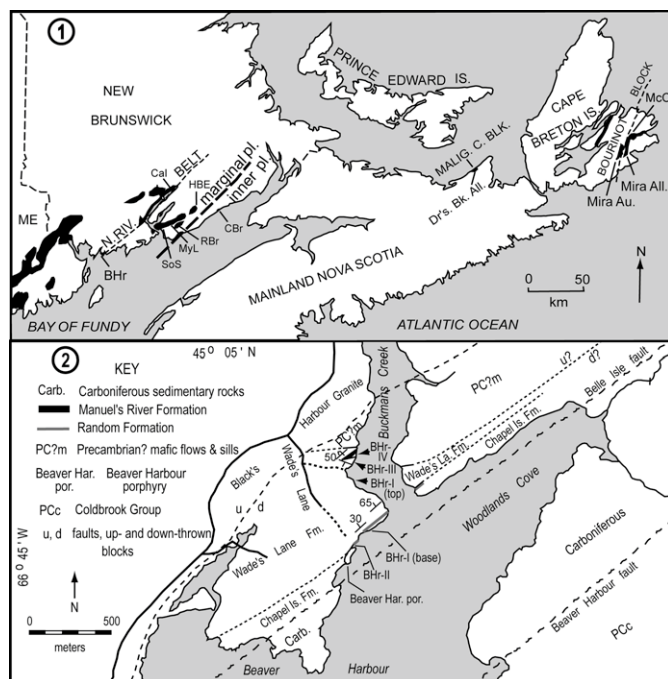 1
NEW
BRUNSWICK
PRINCE
EDWARD IS.
CAPE
BRETON IS.
BOURINOT
BLOCK
McC
Mira All.
Mira Au.
MALIG. C. BLK.
Dr's. Bk. All.
MAINLAND NOVA SCOTIA
Cal
BELT
N RIV.
marginal pl.
inner pl.
HBE
CBr
RBr
MyL
SoS
BHr
ME
BAY OF FUNDY
ATLANTIC OCEAN
0 50
km
N
2
45° 05' N
KEY
Carb. Carboniferous sedimentary rocks
Manuel's River Formation
Random Formation
PC?m Precambrian? mafic flows & sills
Beaver Har. Beaver Harbour
por. porphyry
PCc Coldbrook Group
u, d faults, up- and down-thrown
blocks
N
0 500
meters
66° 45' W
Black's
Harbour Granite
Wade's
Lane
u d
Wade's Lane Fm.
Chapel Is. Fm.
Carb.
Beaver Harbour
PC?m
50
BHr-
IV
BHr-III
BHr-I
(top)
65
30
BHr-I (base)
BHr-II
Beaver Har. por.
Buckmans Creek
PC?m
u?
d?
Belle Isle fault
Wade's La. Fm.
Chapel Is. Fm.
Woodlands Cove
Carboniferous
Beaver Harbour fault
PCc